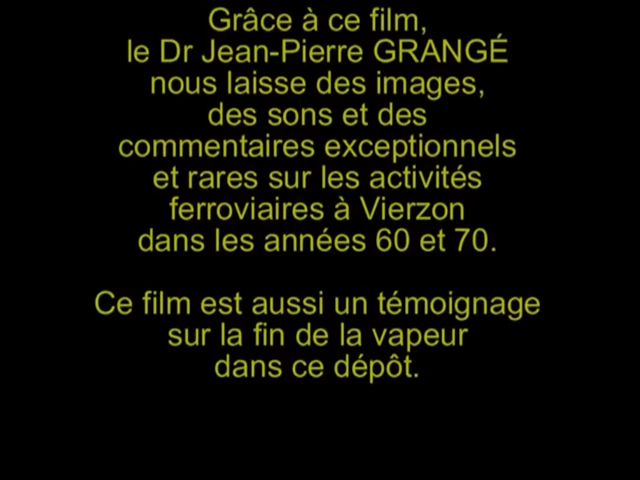 Grâce à ce film,
le Dr Jean-Pierre GRANGÉ
nous laisse des images,
des sons et des
commentaires exceptionnels
et rares sur les activités
ferroviaires à Vierzon
dans les années 60 et 70.
Ce film est aussi un témoignage
sur la fin de la vapeur
dans ce dépôt.